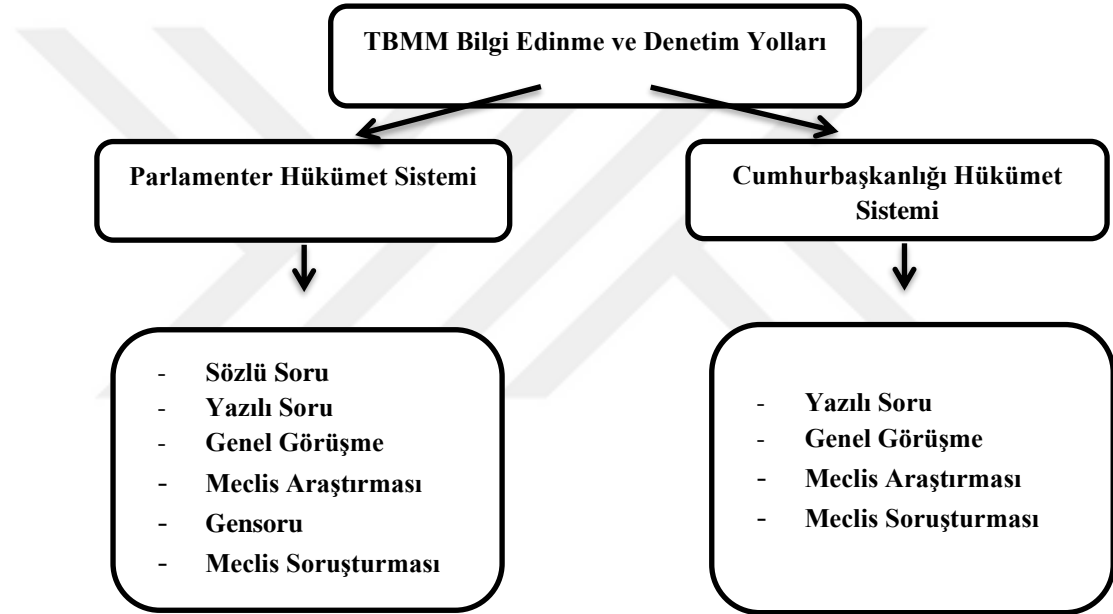 TBMM Bilgi Edinme ve Denetim Yolları
Parlamenter Hükümet Sistemi
Cumhurbaşkanlığı Hükümet
Sistemi
- Sözlü Soru
- Yazılı Soru
- Genel Görüşme
- Meclis Araştırması
- Gensoru
- Meclis Soruşturması
- Yazılı Soru
- Genel Görüşme
- Meclis Araştırması
- Meclis Soruşturması